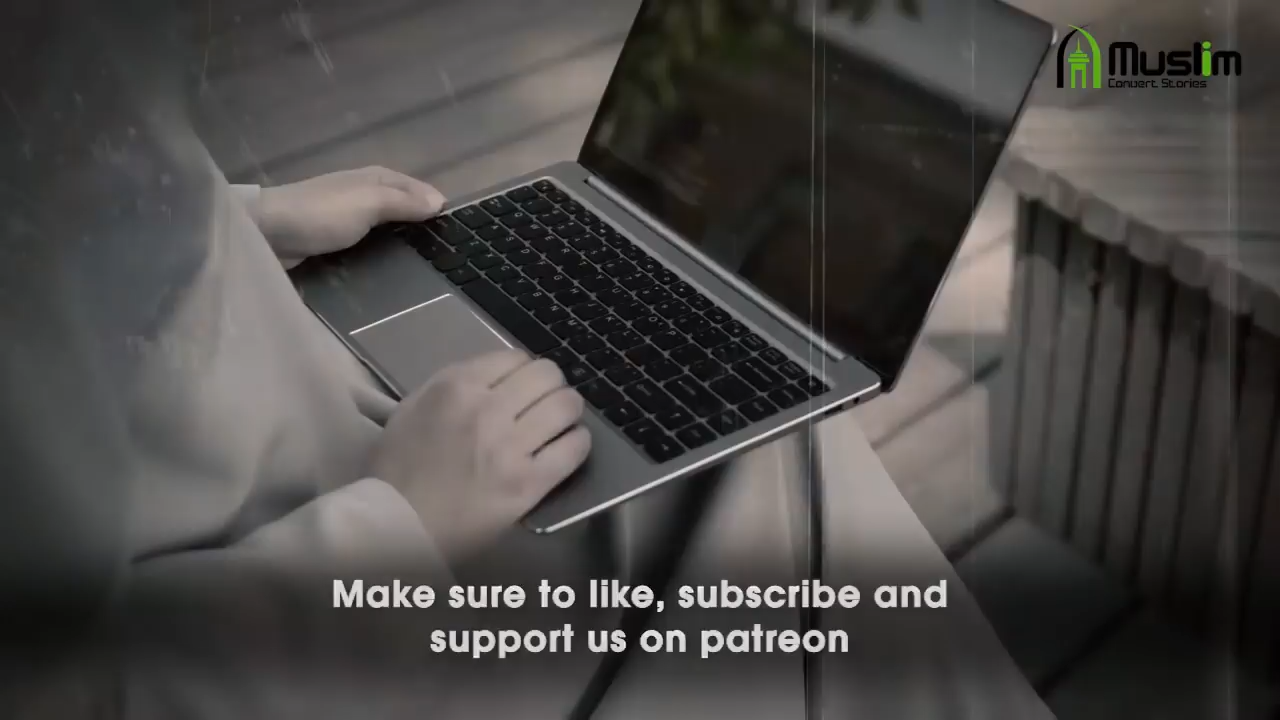 Muslim
Convert Stories
Make sure to like, subscribe and
support us on patreon